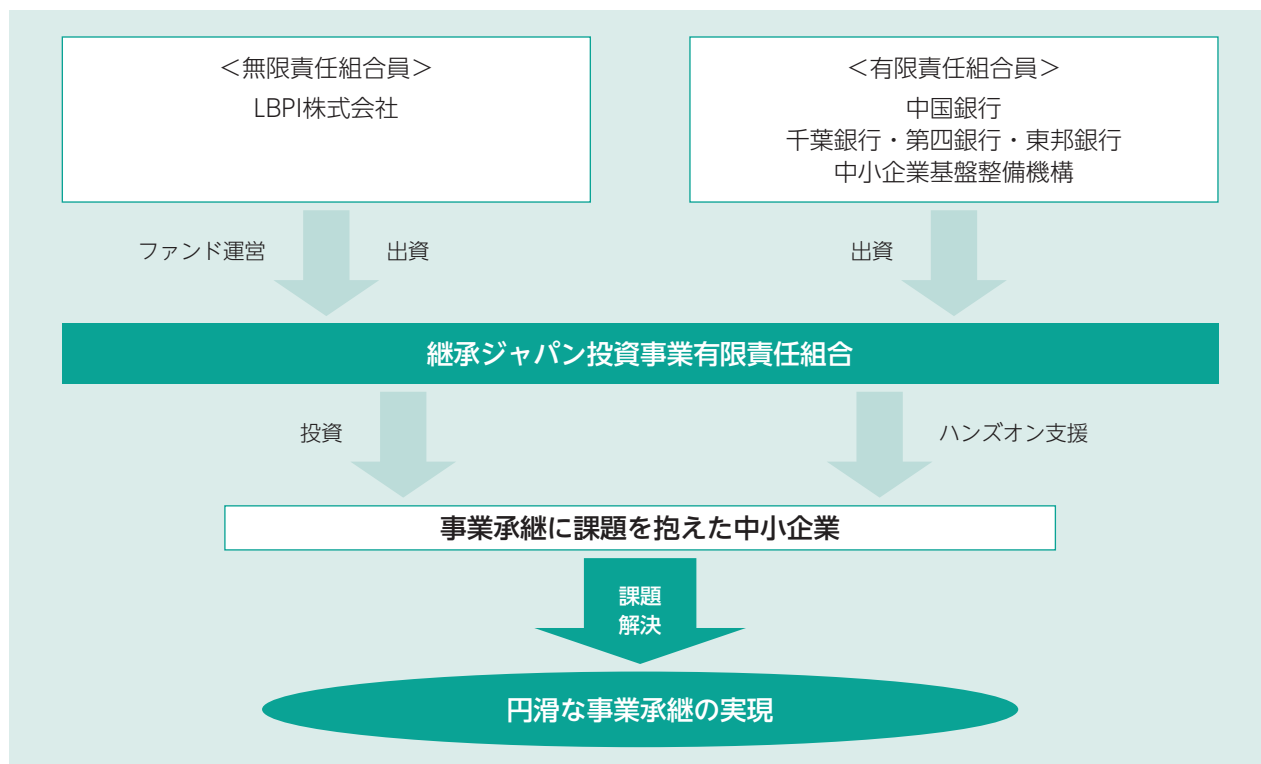 ＜無限責任組合員＞
LBPI株式会社
＜有限責任組合員＞
中国銀行
千葉銀行・第四銀行・東邦銀行
中小企業基盤整備機構
ファンド運営
出資
出資
継承ジャパン投資事業有限責任組合
投資
ハンズオン支援
事業承継に課題を抱えた中小企業
課題
解決
円滑な事業承継の実現